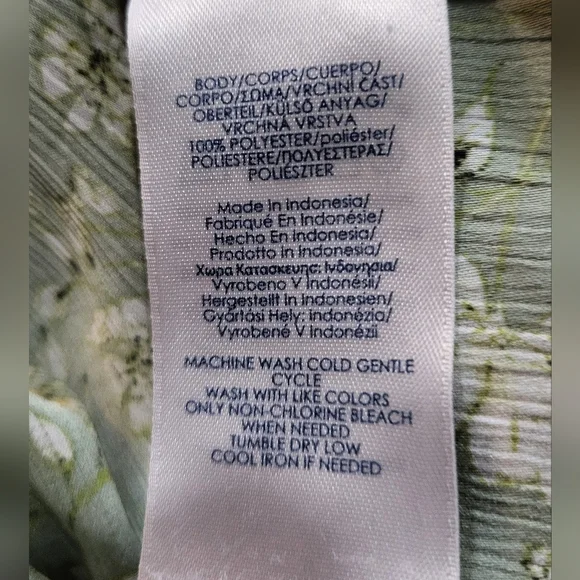 BODY/CORPS/CUERPO/
CORPO/ΣΩΜΑ/VRCHNÍ ČÁST/
OBERTEIL/KÜLSŐ ANYAG/
VRCHNÁ VRSTVA
100% POLYESTER/poliéster/
POLIESTERE/ΠΟΛΥΕΣΤΕΡΑΣ/
POLIÉSZTER
Made in Indonesia/
Fabriqué En Indonésie/
Hecho En Indonesia/
Prodotto in Indonesia/
Χωρα Κατασκευης: Ινδονησια/
Vyrobeno V Indonésii/
Hergestellt in Indonesien/
Gyártási Hely: indonézia/
Vyrobené V Indonézii
MACHINE WASH COLD GENTLE
CYCLE
WASH WITH LIKE COLORS
ONLY NON-CHLORINE BLEACH
WHEN NEEDED
TUMBLE DRY LOW
COOL IRON IF NEEDED